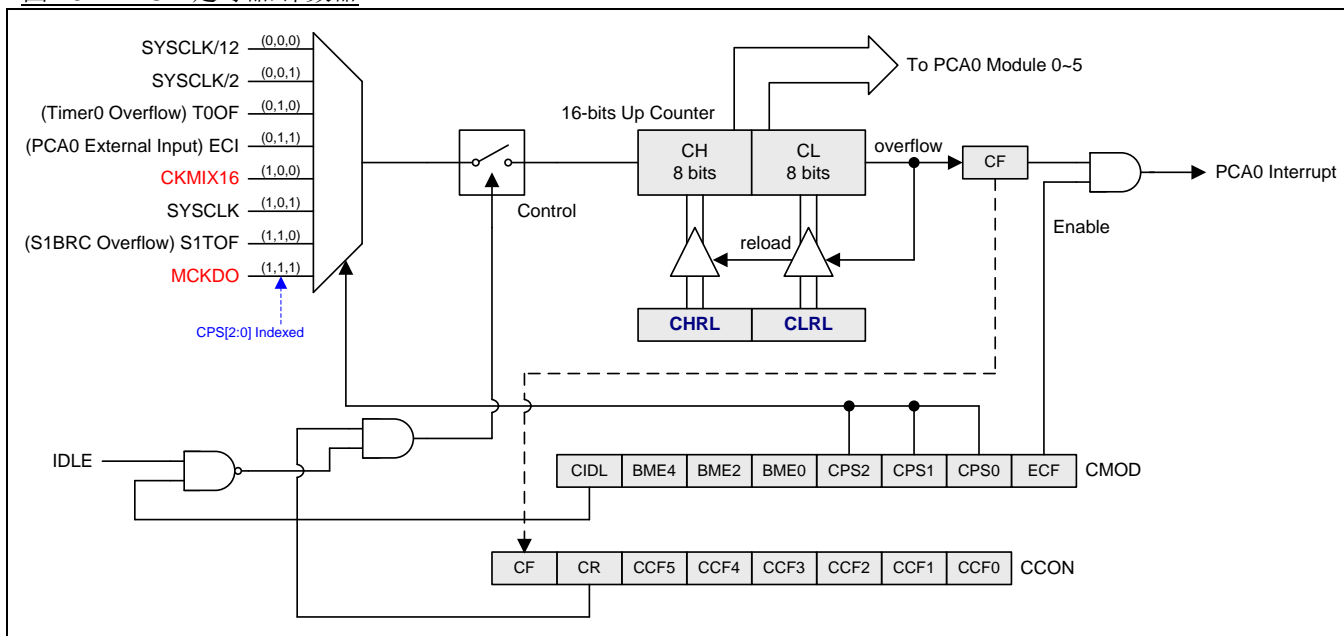 SYSCLK/12 (0,0,0)
SYSCLK/2 (0,0,1)
(Timer0 Overflow) T0OF (0,1,0)
(PCA0 External Input) ECI (0,1,1)
CKMIX16 (1,0,0)
SYSCLK (1,0,1)
(S1BRC Overflow) S1TOF (1,1,0)
MCKDO (1,1,1)
CPS[2:0] Indexed
Control
To PCA0 Module 0~5
16-bits Up Counter
CH
8 bits
CL
8 bits
overflow
CF
PCA0 Interrupt
Enable
reload
CHRL
CLRL
IDLE
CIDL BME4 BME2 BME0 CPS2 CPS1 CPS0 ECF CMOD
CF CR CCF5 CCF4 CCF3 CCF2 CCF1 CCF0 CCON